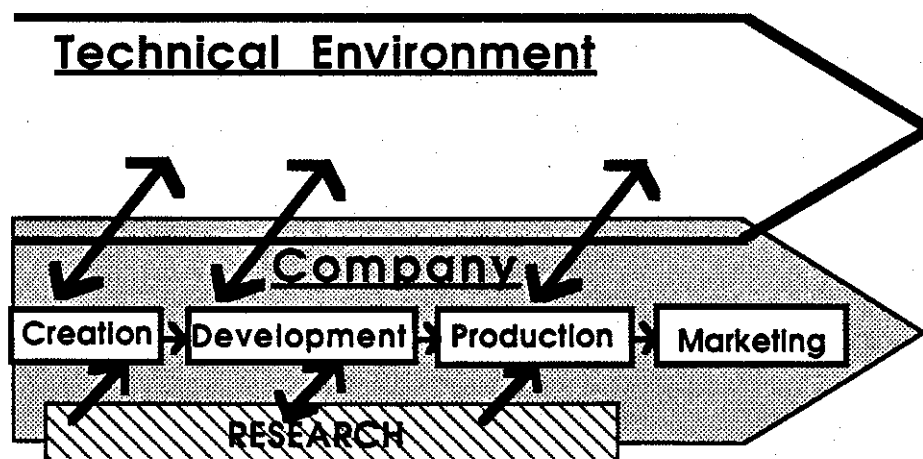 Technical Environment
Company
Creation
Development
Production
Marketing
RESEARCH